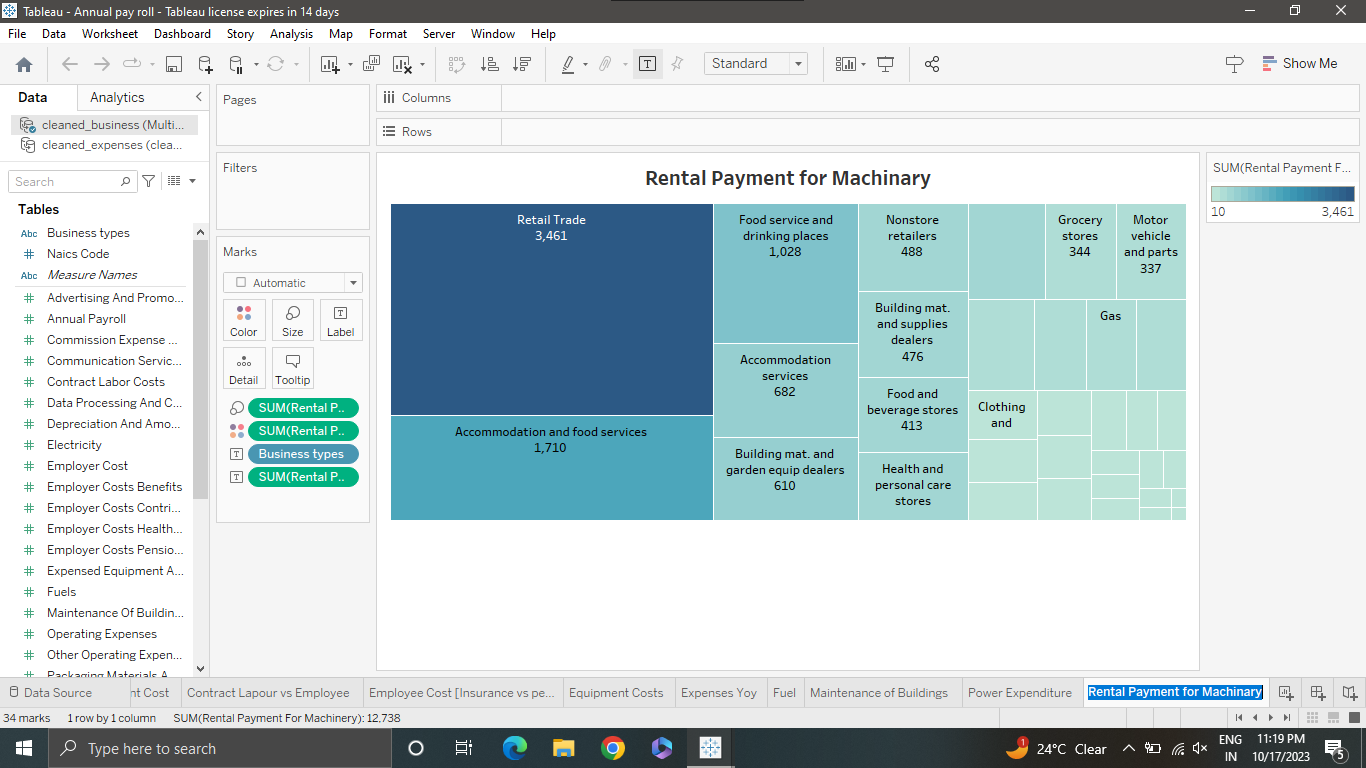 Tableau - Annual pay roll - Tableau license expires in 14 days
File Data Worksheet Dashboard Story Analysis Map Format Server Window Help
Standard
Show Me
Data Analytics
cleaned_business (Multi...
cleaned_expenses (clea...
Search
Tables
Abc Business types
# Naics Code
Abc Measure Names
# Advertising And Promo...
# Annual Payroll
# Commission Expense ...
# Communication Servic...
# Contract Labor Costs
# Data Processing And C...
# Depreciation And Amo...
# Electricity
# Employer Cost
# Employer Costs Benefits
# Employer Costs Contri...
# Employer Costs Health...
# Employer Costs Pensio...
# Expensed Equipment A...
# Fuels
# Maintenance Of Buildin...
# Operating Expenses
# Other Operating Expen...
# Packaging Materials A...
Pages
Filters
Marks
Automatic
Color Size Label
Detail Tooltip
SUM(Rental P..
SUM(Rental P..
Business types
SUM(Rental P..
Columns
Rows
Rental Payment for Machinary
Retail Trade
3,461
Accommodation and food services
1,710
Food service and
drinking places
1,028
Accommodation
services
682
Building mat. and
garden equip dealers
610
Nonstore
retailers
488
Building mat.
and supplies
dealers
476
Food and
beverage stores
413
Health and
personal care
stores
Grocery
stores
344
Motor
vehicle
and parts
337
Gas
Clothing
and
SUM(Rental Payment F...
10 3,461
Data Source
nt Cost
Contract Lapour vs Employee
Employee Cost [Insurance vs pe...
Equipment Costs
Expenses Yoy
Fuel
Maintenance of Buildings
Power Expenditure
Rental Payment for Machinary
34 marks 1 row by 1 column SUM(Rental Payment For Machinery): 12,738
Type here to search
1
24°C Clear
ENG
IN
11:19 PM
10/17/2023
5